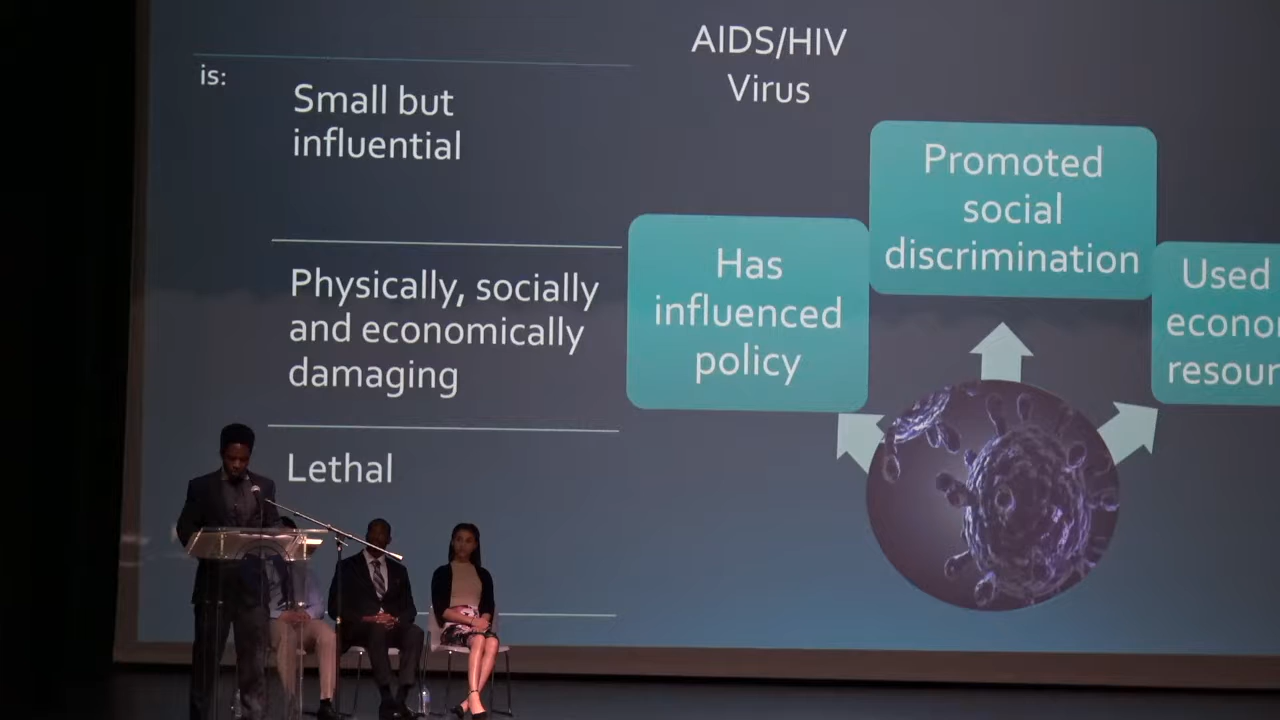 AIDS/HIV
Virus
is:
Small but
influential
Physically, socially
and economically
damaging
Lethal
Has
influenced
policy
Promoted
social
discrimination
Used